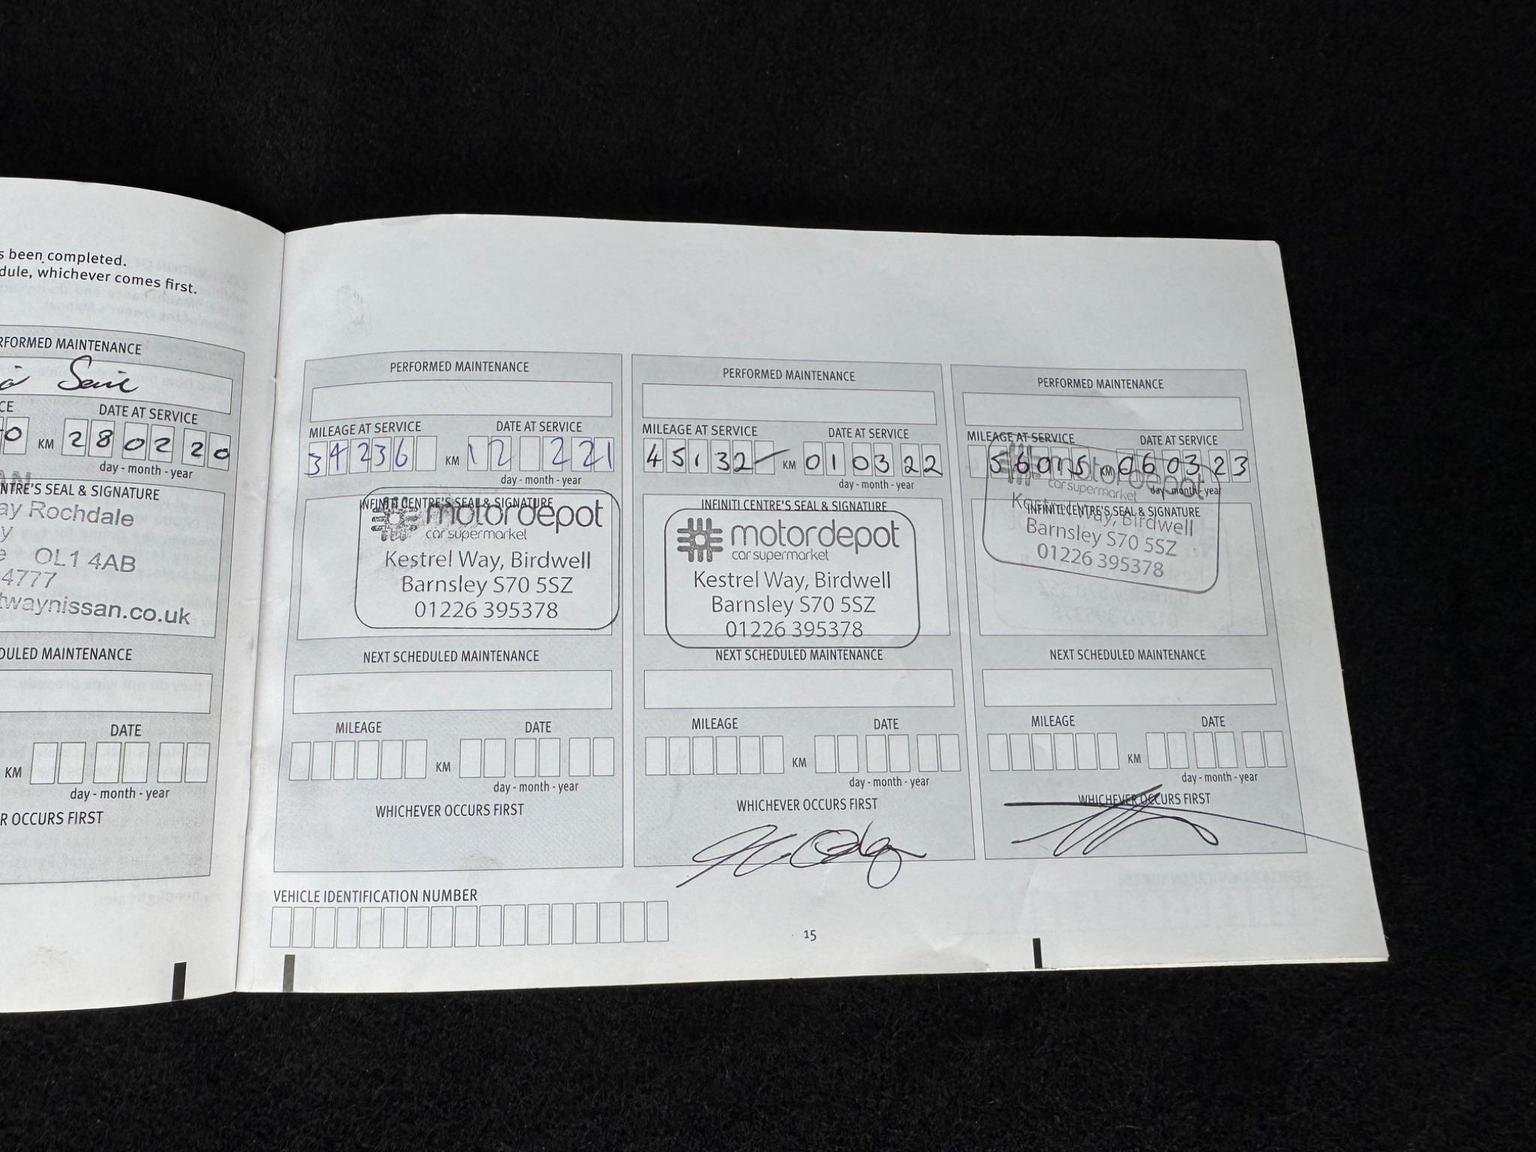 s been completed.
dule, whichever comes first.
RFORMED MAINTENANCE
CE
DATE AT SERVICE
0 KM 28 02 20
day - month - year
NTRE'S SEAL & SIGNATURE
ay Rochdale
y
e OL1 4AB
4777
twaynissan.co.uk
DULED MAINTENANCE
DATE
KM
day - month - year
R OCCURS FIRST
PERFORMED MAINTENANCE
MILEAGE AT SERVICE DATE AT SERVICE
34236 KM 12 2 21
day - month - year
INFINITI CENTRE'S SEAL & SIGNATURE
motordepot
car supermarket
Kestrel Way, Birdwell
Barnsley S70 5SZ
01226 395378
NEXT SCHEDULED MAINTENANCE
MILEAGE DATE
KM
day - month - year
WHICHEVER OCCURS FIRST
PERFORMED MAINTENANCE
MILEAGE AT SERVICE DATE AT SERVICE
45132 KM 01 03 22
day - month - year
INFINITI CENTRE'S SEAL & SIGNATURE
motordepot
car supermarket
Kestrel Way, Birdwell
Barnsley S70 5SZ
01226 395378
NEXT SCHEDULED MAINTENANCE
MILEAGE DATE
KM
day - month - year
WHICHEVER OCCURS FIRST
PERFORMED MAINTENANCE
MILEAGE AT SERVICE DATE AT SERVICE
56015 KM 06 03 23
day - month - year
INFINITI CENTRE'S SEAL & SIGNATURE
motordepot
car supermarket
Kestrel Way, Birdwell
Barnsley S70 5SZ
01226 395378
NEXT SCHEDULED MAINTENANCE
MILEAGE DATE
KM
day - month - year
WHICHEVER OCCURS FIRST
VEHICLE IDENTIFICATION NUMBER
15